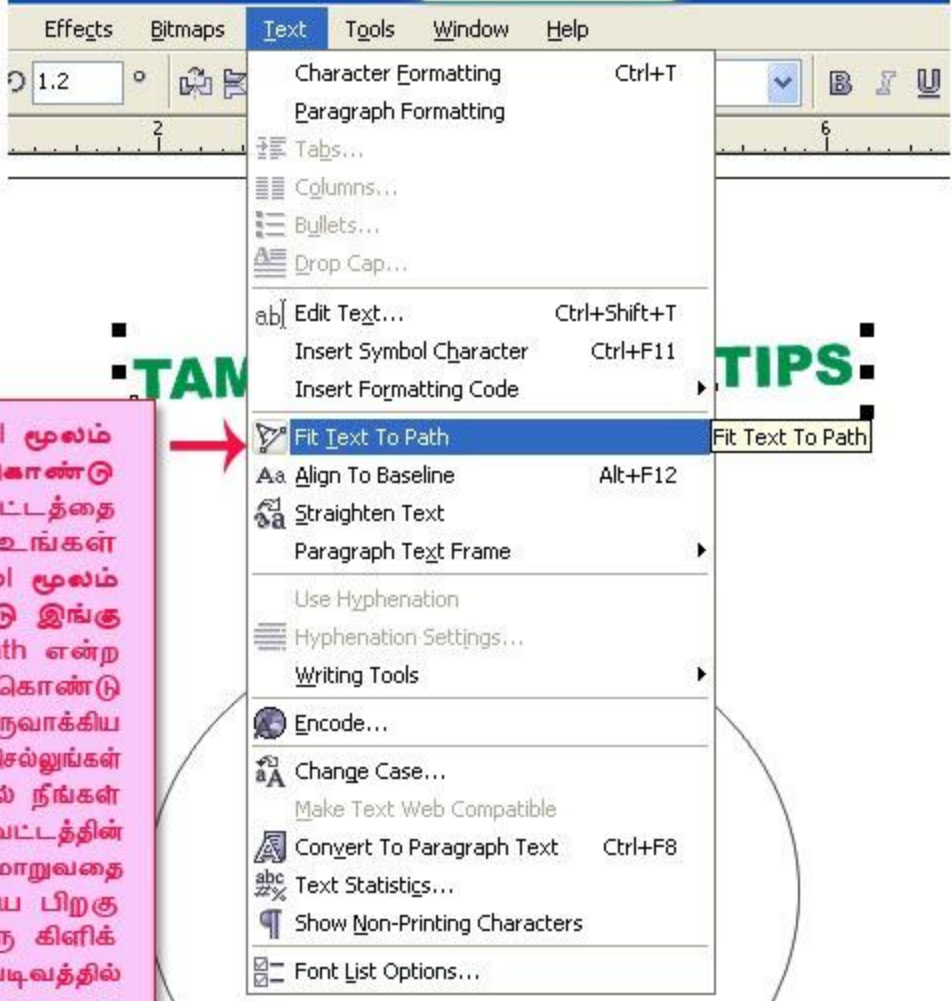 Effects Bitmaps Text Tools Window Help
1.2 ° B I U
2 6
Character Formatting Ctrl+T
Paragraph Formatting
Tabs...
Columns...
Bullets...
Drop Cap...
ab Edit Text... Ctrl+Shift+T
Insert Symbol Character Ctrl+F11
Insert Formatting Code
TAM TIPS
Fit Text To Path Fit Text To Path
Aa Align To Baseline Alt+F12
Straighten Text
Paragraph Text Frame
Use Hyphenation
Hyphenation Settings...
Writing Tools
Encode...
Change Case...
Make Text Web Compatible
Convert To Paragraph Text Ctrl+F8
Text Statistics...
Show Non-Printing Characters
Font List Options...
மூலம்
உங்கள்
மூலம்
இங்கு
என்ற
நீங்கள்
பிறகு
கிளிக்